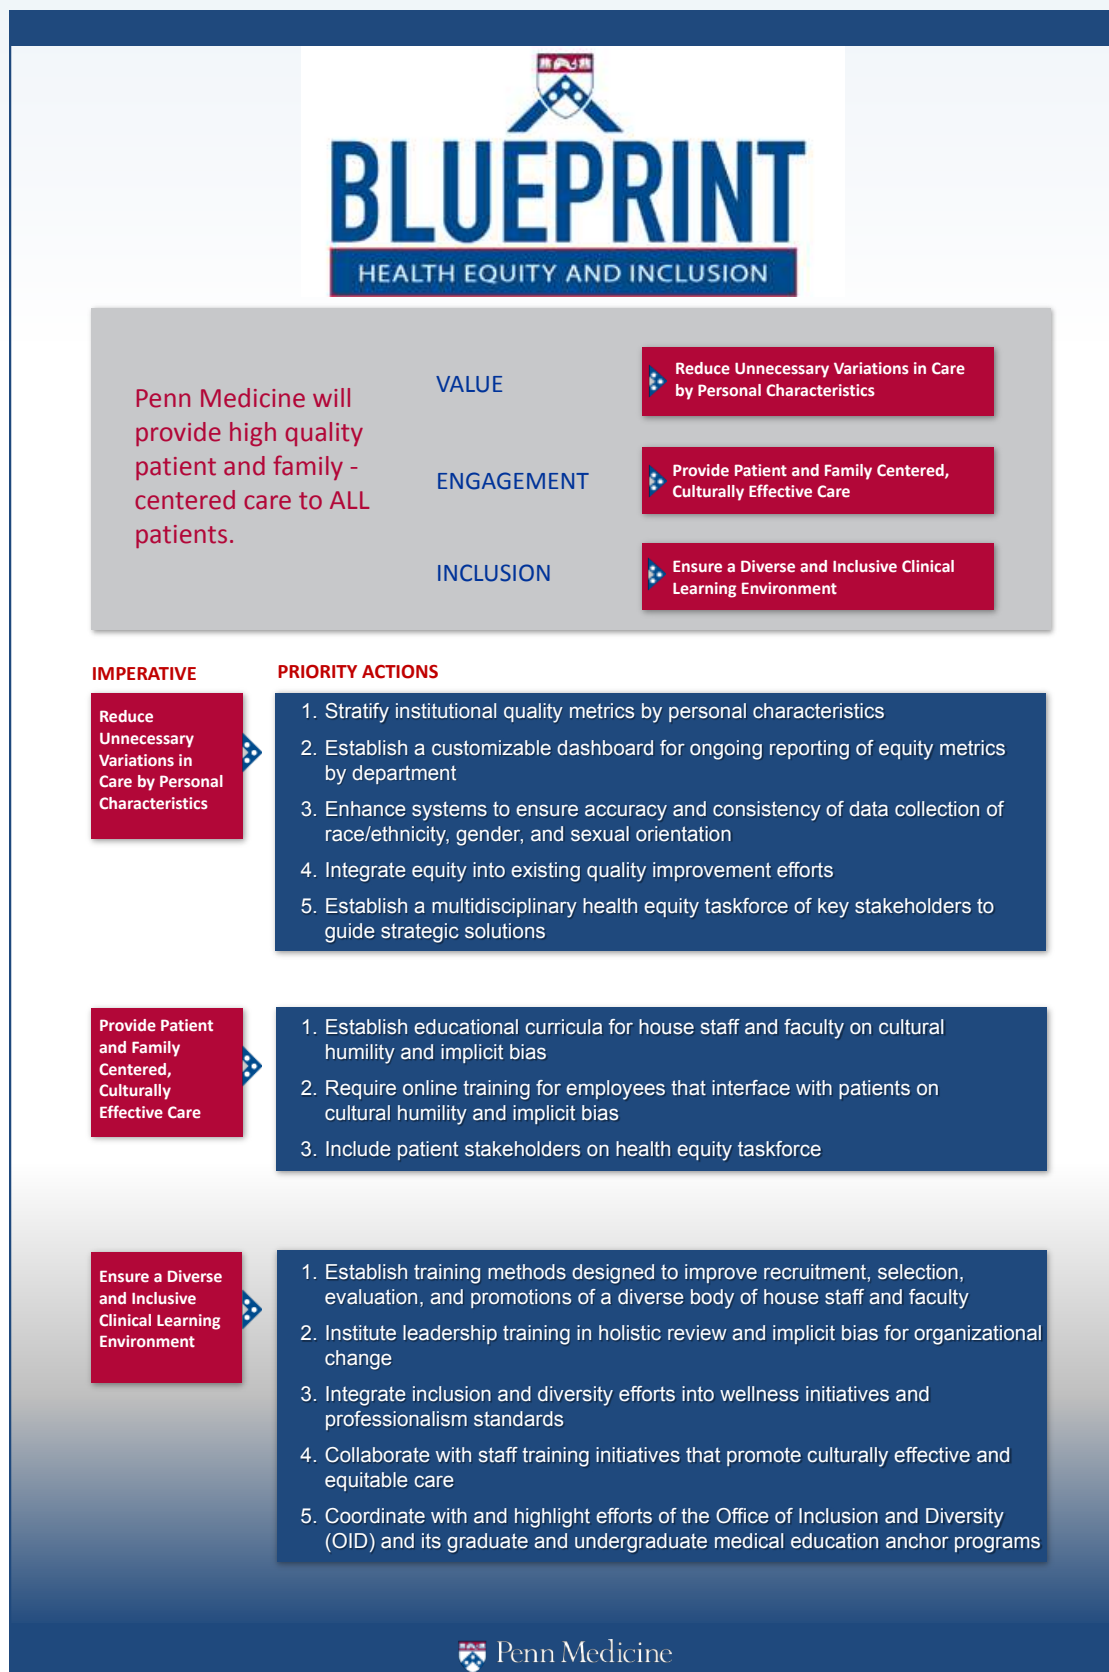 BLUEPRINT
HEALTH EQUITY AND INCLUSION
Penn Medicine will
provide high quality
patient and family -
centered care to ALL
patients.
VALUE
Reduce Unnecessary Variations in Care
by Personal Characteristics
ENGAGEMENT
Provide Patient and Family Centered,
Culturally Effective Care
INCLUSION
Ensure a Diverse and Inclusive Clinical
Learning Environment
IMPERATIVE
PRIORITY ACTIONS
Reduce
Unnecessary
Variations in
Care by Personal
Characteristics
1. Stratify institutional quality metrics by personal characteristics
2. Establish a customizable dashboard for ongoing reporting of equity metrics
by department
3. Enhance systems to ensure accuracy and consistency of data collection of
race/ethnicity, gender, and sexual orientation
4. Integrate equity into existing quality improvement efforts
5. Establish a multidisciplinary health equity taskforce of key stakeholders to
guide strategic solutions
Provide Patient
and Family
Centered,
Culturally
Effective Care
1. Establish educational curricula for house staff and faculty on cultural
humility and implicit bias
2. Require online training for employees that interface with patients on
cultural humility and implicit bias
3. Include patient stakeholders on health equity taskforce
Ensure a Diverse
and Inclusive
Clinical Learning
Environment
1. Establish training methods designed to improve recruitment, selection,
evaluation, and promotions of a diverse body of house staff and faculty
2. Institute leadership training in holistic review and implicit bias for organizational
change
3. Integrate inclusion and diversity efforts into wellness initiatives and
professionalism standards
4. Collaborate with staff training initiatives that promote culturally effective and
equitable care
5. Coordinate with and highlight efforts of the Office of Inclusion and Diversity
(OID) and its graduate and undergraduate medical education anchor programs
Penn Medicine